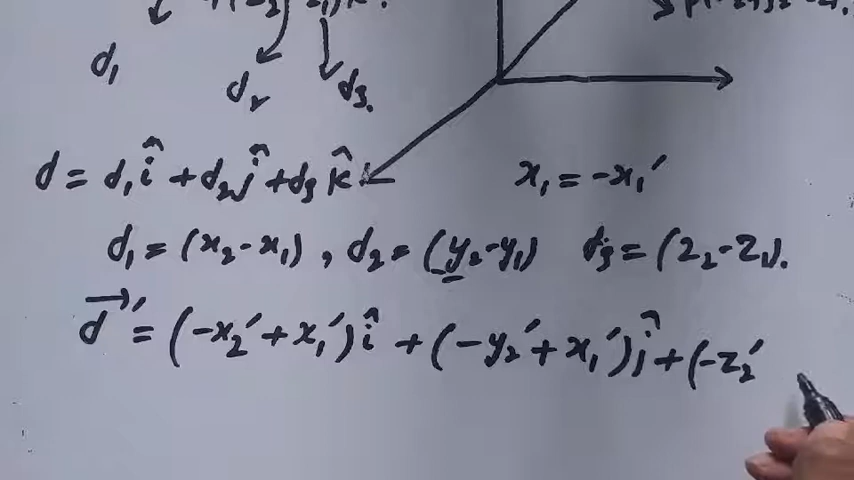 d₁
d₂
d₃.
d = d₁î + d₂ĵ + d₃k̂
x₁ = -x₁′
d₁ = (x₂-x₁), d₂ = (y₂-y₁) d₃ = (z₂-z₁).
d⃗′ = (-x₂′+x₁′)î + (-y₂′+x₁′)ĵ + (-z₂′